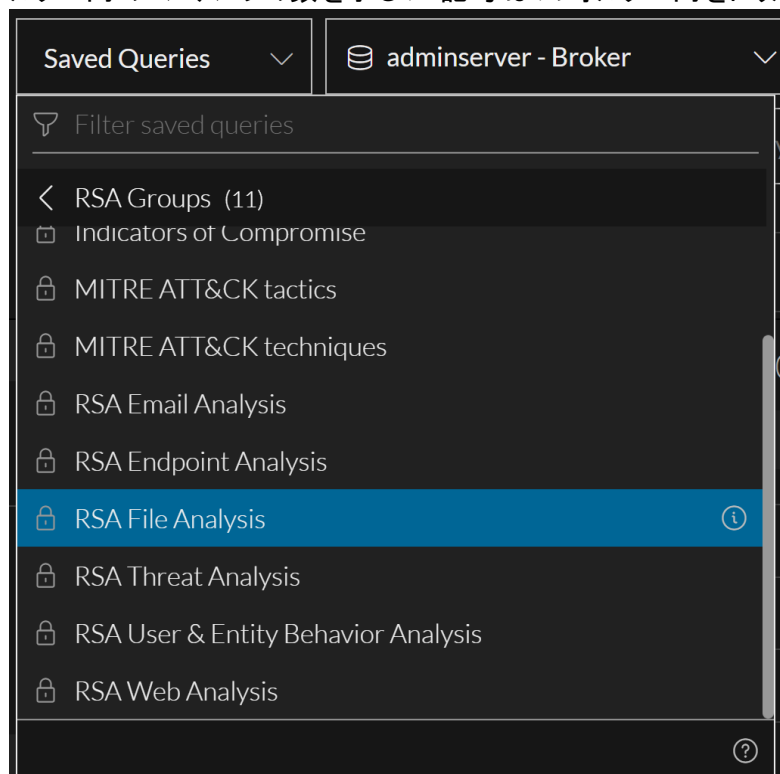 Saved Queries
adminserver - Broker
Filter saved queries
RSA Groups (11)
Indicators of Compromise
MITRE ATT&CK tactics
MITRE ATT&CK techniques
RSA Email Analysis
RSA Endpoint Analysis
RSA File Analysis
RSA Threat Analysis
RSA User & Entity Behavior Analysis
RSA Web Analysis